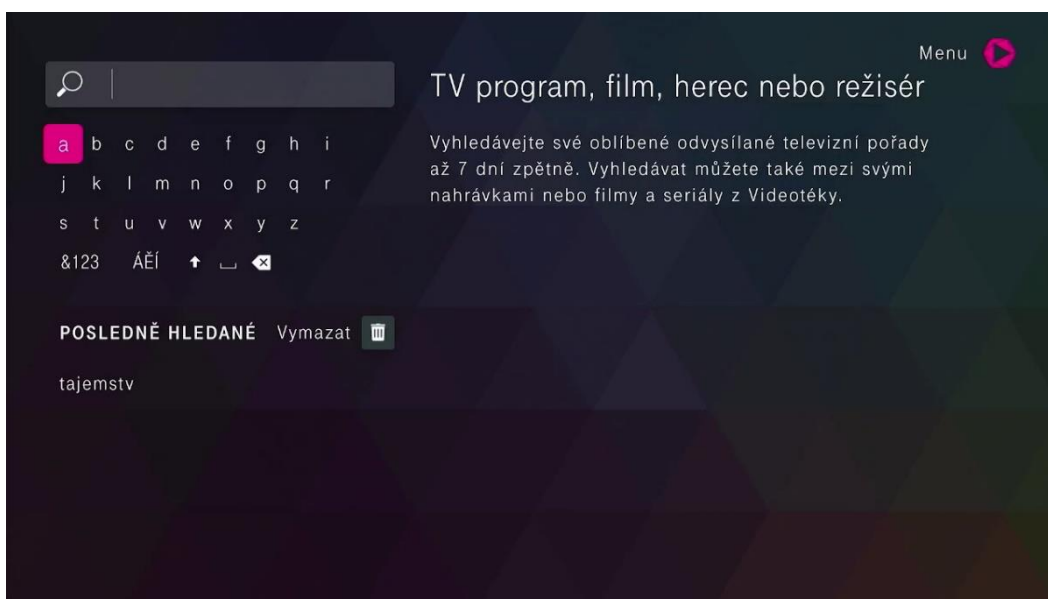 Menu
TV program, film, herec nebo režisér
Vyhledávejte své oblíbené odvysílané televizní pořady
až 7 dní zpětně. Vyhledávat můžete také mezi svými
nahrávkami nebo filmy a seriály z Videotéky.
a b c d e f g h i
j k l m n o p q r
s t u v w x y z
&123 ÁĚÍ
POSLEDNĚ HLEDANÉ Vymazat
tajemstv